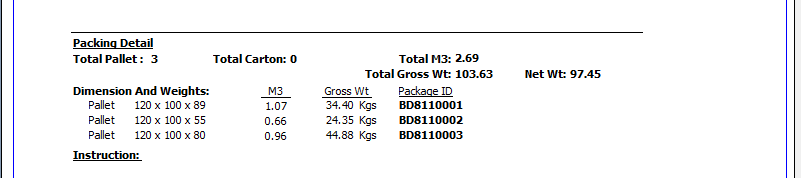 Packing Detail
Total Pallet : 3 Total Carton: 0 Total M3: 2.69
Total Gross Wt: 103.63 Net Wt: 97.45
Dimension And Weights: M3 Gross Wt Package ID
Pallet 120 x 100 x 89 1.07 34.40 Kgs BD8110001
Pallet 120 x 100 x 55 0.66 24.35 Kgs BD8110002
Pallet 120 x 100 x 80 0.96 44.88 Kgs BD8110003
Instruction: